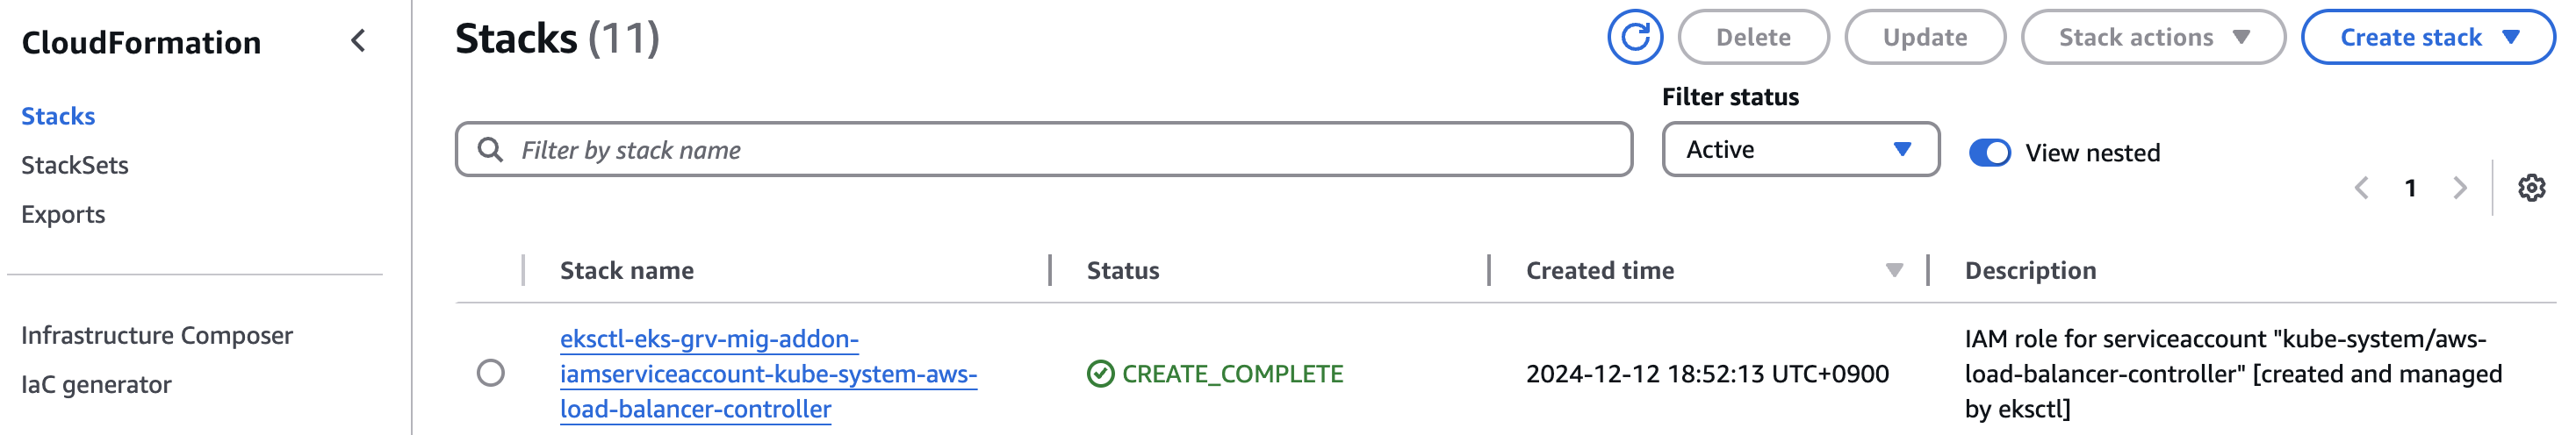 CloudFormation
Stacks
StackSets
Exports
Infrastructure Composer
IaC generator
Stacks (11)
Delete
Update
Stack actions
Create stack
Filter status
Filter by stack name
Active
View nested
1
Stack name
Status
Created time
Description
eksctl-eks-grv-mig-addon-
iamserviceaccount-kube-system-aws-
load-balancer-controller
CREATE_COMPLETE
2024-12-12 18:52:13 UTC+0900
IAM role for serviceaccount "kube-system/aws-
load-balancer-controller" [created and managed
by eksctl]